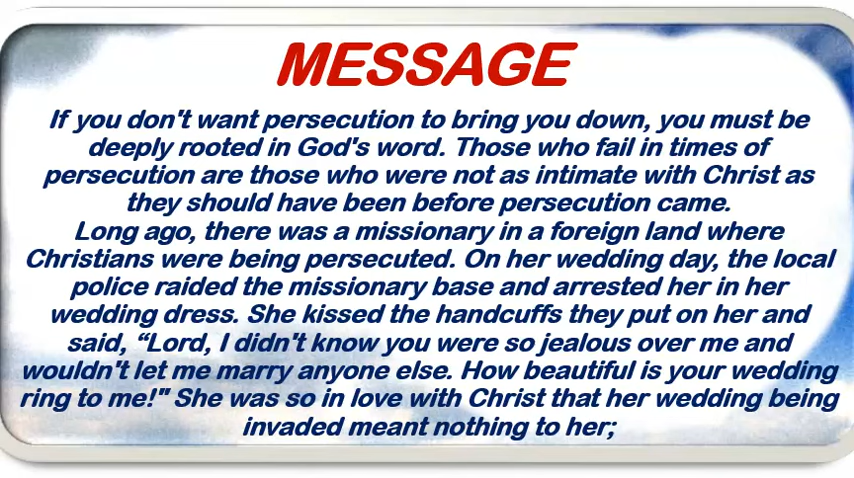 MESSAGE
If you don't want persecution to bring you down, you must be
deeply rooted in God's word. Those who fail in times of
persecution are those who were not as intimate with Christ as
they should have been before persecution came.
Long ago, there was a missionary in a foreign land where
Christians were being persecuted. On her wedding day, the local
police raided the missionary base and arrested her in her
wedding dress. She kissed the handcuffs they put on her and
said, “Lord, I didn't know you were so jealous over me and
wouldn't let me marry anyone else. How beautiful is your wedding
ring to me!" She was so in love with Christ that her wedding being
invaded meant nothing to her;